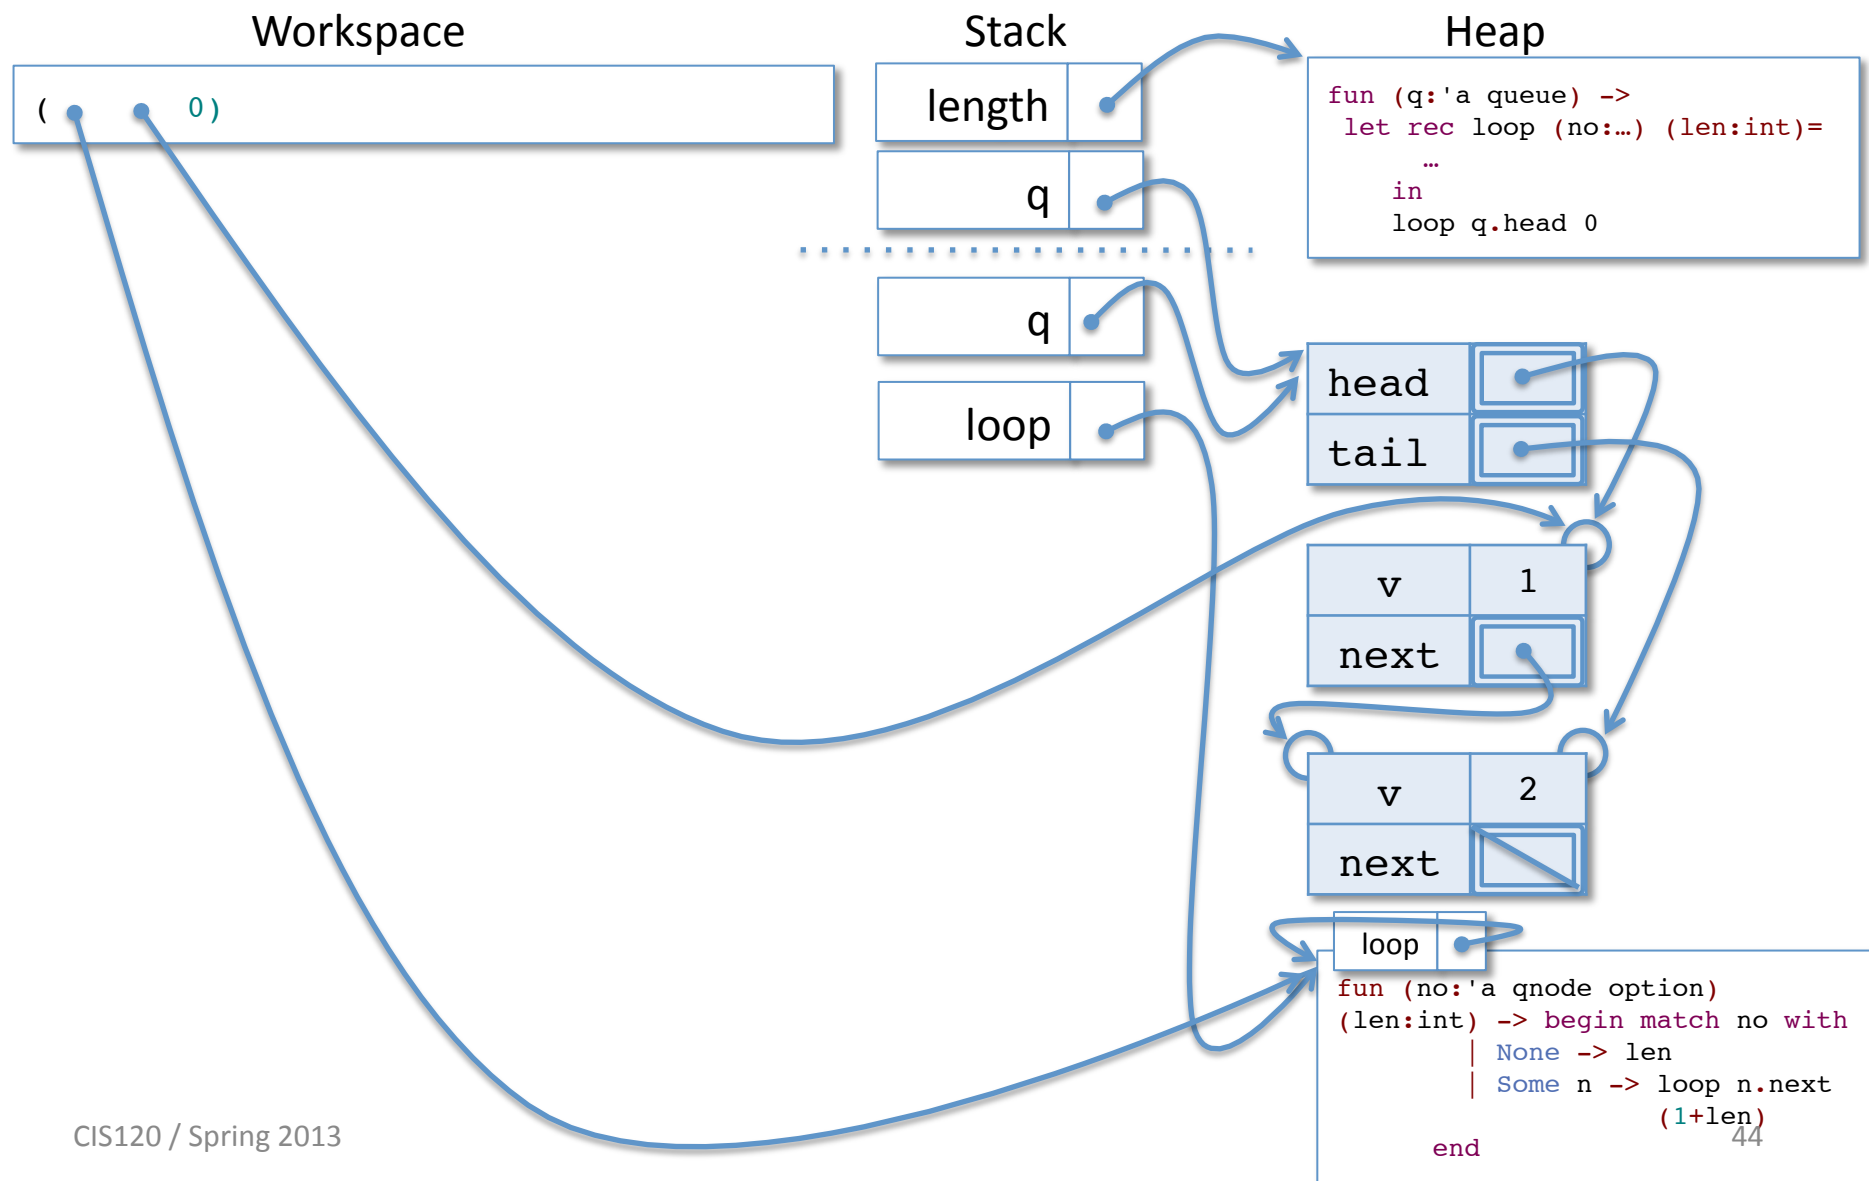 Workspace
Stack
Heap
( 0)
length
q
q
loop
fun (q:'a queue) ->
let rec loop (no:…) (len:int)=
…
in
loop q.head 0
head
tail
v 1
next
v 2
next
loop
fun (no:'a qnode option)
(len:int) -> begin match no with
| None -> len
| Some n -> loop n.next
(1+len)
end
CIS120 / Spring 2013
44